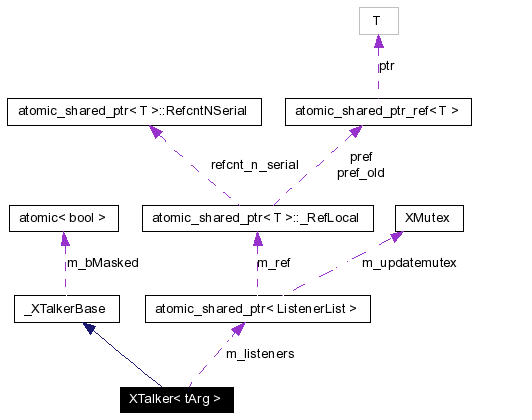 T
ptr
atomic_shared_ptr< T >::RefcntNSerial
atomic_shared_ptr_ref< T >
refcnt_n_serial
pref
pref_old
atomic< bool >
atomic_shared_ptr< T >::_RefLocal
XMutex
m_bMasked
m_ref
m_updatemutex
_XTalkerBase
atomic_shared_ptr< ListenerList >
m_listeners
XTalker< tArg >